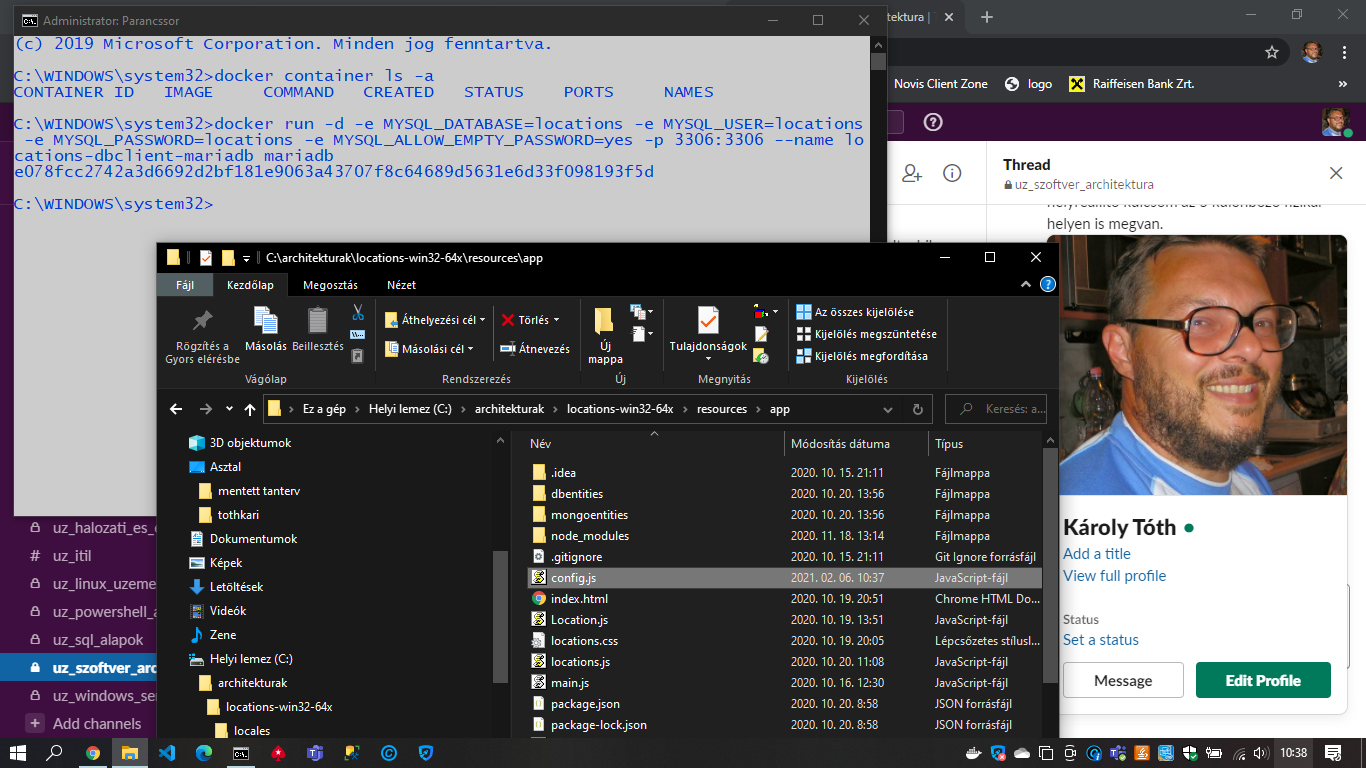 Administrator: Parancssor
(c) 2019 Microsoft Corporation. Minden jog fenntartva.
C:\WINDOWS\system32>docker container ls -a
CONTAINER ID IMAGE COMMAND CREATED STATUS PORTS NAMES
C:\WINDOWS\system32>docker run -d -e MYSQL_DATABASE=locations -e MYSQL_USER=locations
-e MYSQL_PASSWORD=locations -e MYSQL_ALLOW_EMPTY_PASSWORD=yes -p 3306:3306 --name lo
cations-dbclient-mariadb mariadb
e078fcc2742a3d6692d2bf181e9063a43707f8c64689d5631e6d33f098193f5d
C:\WINDOWS\system32>
Novis Client Zone logo Raiffeisen Bank Zrt.
Thread
uz_szoftver_architektura
helyen is megvan.
Károly Tóth
Add a title
View full profile
Status
Set a status
Message Edit Profile
C:\architekturak\locations-win32-64x\resources\app
Fájl Kezdőlap Megosztás Nézet
Rögzítés a
Gyors elérésbe
Másolás
Beillesztés
Vágólap
Áthelyezési cél
Másolási cél
Törlés
Átnevezés
Rendszerezés
Új
mappa
Új
Tulajdonságok
Megnyitás
Az összes kijelölése
Kijelölés megszüntetése
Kijelölés megfordítása
Kijelölés
Ez a gép Helyi lemez (C:) architekturak locations-win32-64x resources app
Keresés: a...
3D objektumok
Asztal
mentett tanterv
tothkari
Dokumentumok
Képek
Letöltések
Videók
Zene
Helyi lemez (C:)
architekturak
locations-win32-64x
locales
Név Módosítás dátuma Típus
.idea 2020. 10. 15. 21:11 Fájlmappa
dbentities 2020. 10. 20. 13:56 Fájlmappa
mongoentities 2020. 10. 20. 13:56 Fájlmappa
node_modules 2020. 11. 18. 13:14 Fájlmappa
.gitignore 2020. 10. 15. 21:11 Git Ignore forrásfájl
config.js 2021. 02. 06. 10:37 JavaScript-fájl
index.html 2020. 10. 19. 20:51 Chrome HTML Do...
Location.js 2020. 10. 19. 13:51 JavaScript-fájl
locations.css 2020. 10. 19. 20:05 Lépcsőzetes stílusl...
locations.js 2020. 10. 20. 11:08 JavaScript-fájl
main.js 2020. 10. 16. 12:30 JavaScript-fájl
package.json 2020. 10. 20. 8:58 JSON forrásfájl
package-lock.json 2020. 10. 20. 8:58 JSON forrásfájl
uz_halozati_es_
# uz_itil
uz_linux_uzeme
uz_powershell_a
uz_sql_alapok
uz_szoftver_arc
uz_windows_se
+ Add channels
10:38